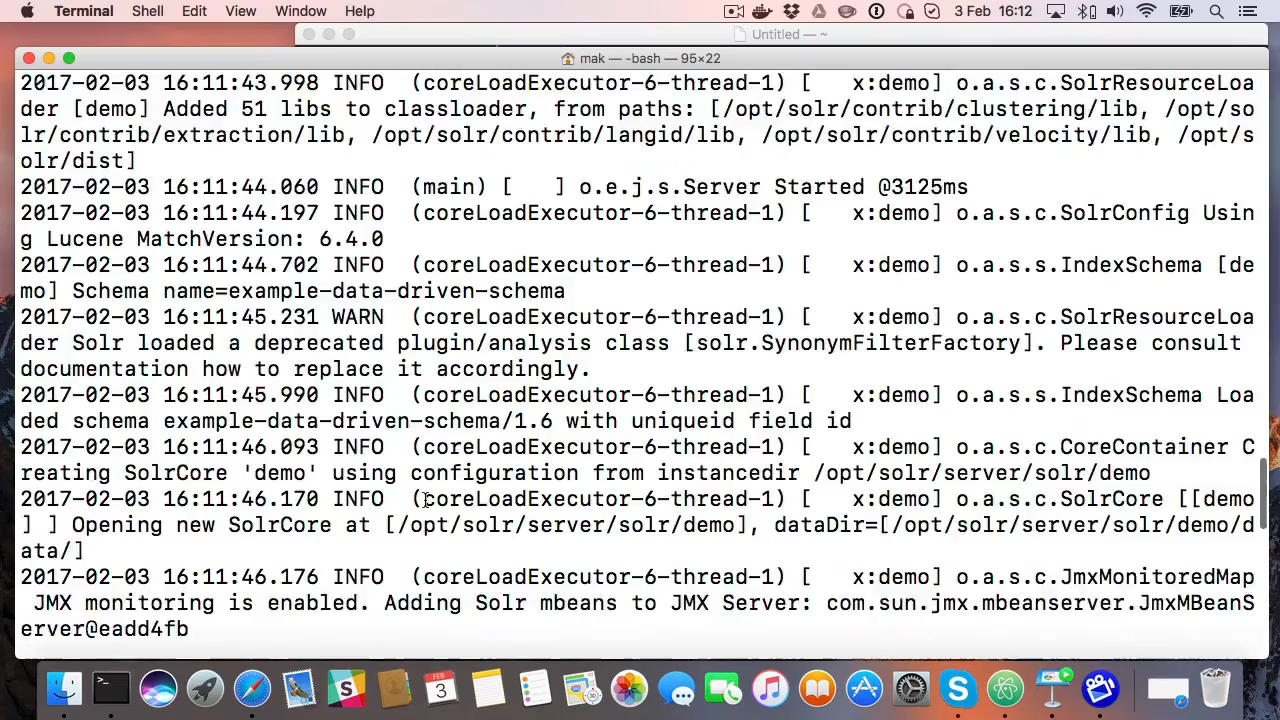 Terminal Shell Edit View Window Help 3 Feb 16:12
Untitled — ~
mak — -bash — 95×22
2017-02-03 16:11:43.998 INFO  (coreLoadExecutor-6-thread-1) [   x:demo] o.a.s.c.SolrResourceLoa
der [demo] Added 51 libs to classloader, from paths: [/opt/solr/contrib/clustering/lib, /opt/so
lr/contrib/extraction/lib, /opt/solr/contrib/langid/lib, /opt/solr/contrib/velocity/lib, /opt/s
olr/dist]
2017-02-03 16:11:44.060 INFO  (main) [   ] o.e.j.s.Server Started @3125ms
2017-02-03 16:11:44.197 INFO  (coreLoadExecutor-6-thread-1) [   x:demo] o.a.s.c.SolrConfig Usin
g Lucene MatchVersion: 6.4.0
2017-02-03 16:11:44.702 INFO  (coreLoadExecutor-6-thread-1) [   x:demo] o.a.s.s.IndexSchema [de
mo] Schema name=example-data-driven-schema
2017-02-03 16:11:45.231 WARN  (coreLoadExecutor-6-thread-1) [   x:demo] o.a.s.c.SolrResourceLoa
der Solr loaded a deprecated plugin/analysis class [solr.SynonymFilterFactory]. Please consult
documentation how to replace it accordingly.
2017-02-03 16:11:45.990 INFO  (coreLoadExecutor-6-thread-1) [   x:demo] o.a.s.s.IndexSchema Loa
ded schema example-data-driven-schema/1.6 with uniqueid field id
2017-02-03 16:11:46.093 INFO  (coreLoadExecutor-6-thread-1) [   x:demo] o.a.s.c.CoreContainer C
reating SolrCore 'demo' using configuration from instancedir /opt/solr/server/solr/demo
2017-02-03 16:11:46.170 INFO  (coreLoadExecutor-6-thread-1) [   x:demo] o.a.s.c.SolrCore [[demo
] ] Opening new SolrCore at [/opt/solr/server/solr/demo], dataDir=[/opt/solr/server/solr/demo/d
ata/]
2017-02-03 16:11:46.176 INFO  (coreLoadExecutor-6-thread-1) [   x:demo] o.a.s.c.JmxMonitoredMap
 JMX monitoring is enabled. Adding Solr mbeans to JMX Server: com.sun.jmx.mbeanserver.JmxMBeanS
erver@eadd4fb
FEB
3